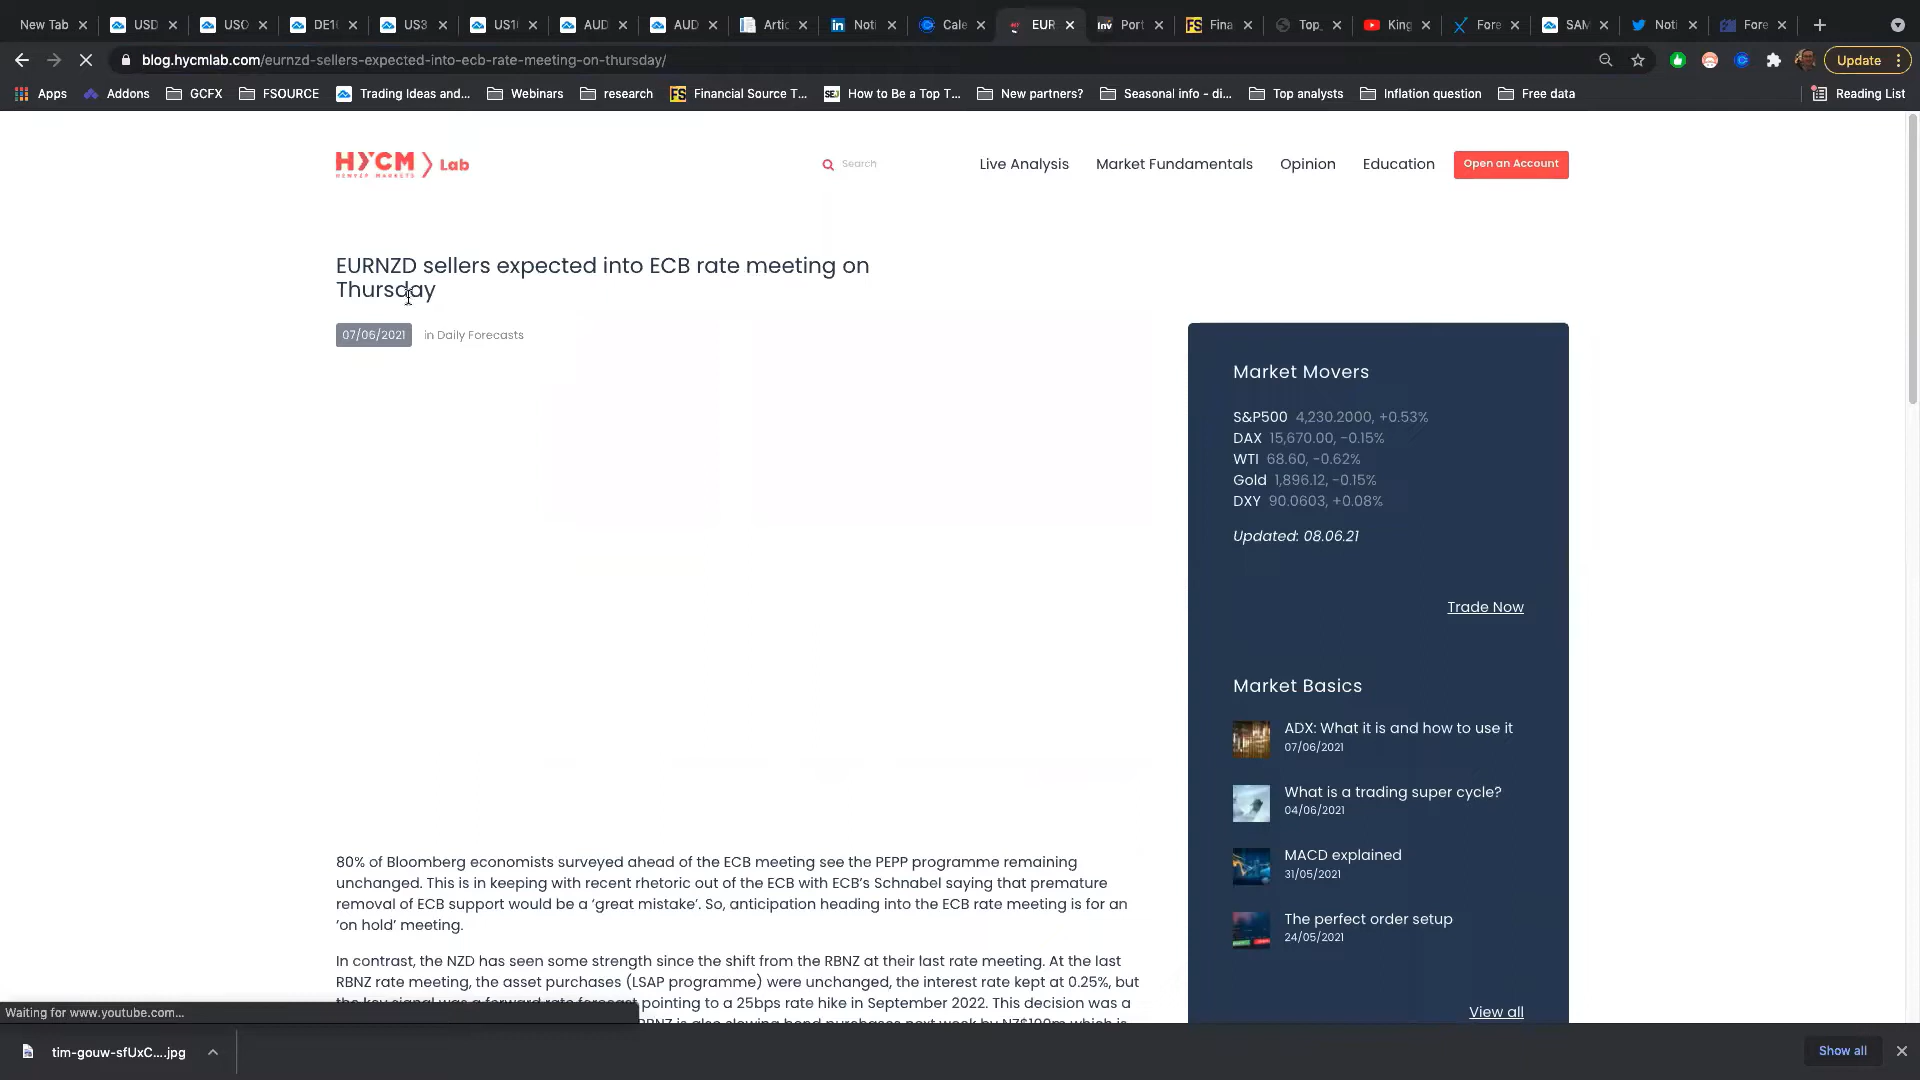 New Tab USD USO DE1 US3 US1 AUD AUD Artic Noti Cale EUR Port Fina Top_ King Fore SAM Noti Fore
blog.hycmlab.com/eurnzd-sellers-expected-into-ecb-rate-meeting-on-thursday/ Update
Apps Addons GCFX FSOURCE Trading Ideas and... Webinars research Financial Source T... How to Be a Top T... New partners? Seasonal info - di... Top analysts Inflation question Free data Reading List
HYCM Lab
HENYEP MARKETS
Search
Live Analysis Market Fundamentals Opinion Education Open an Account
EURNZD sellers expected into ECB rate meeting on
Thursday
07/06/2021 in Daily Forecasts
80% of Bloomberg economists surveyed ahead of the ECB meeting see the PEPP programme remaining
unchanged. This is in keeping with recent rhetoric out of the ECB with ECB's Schnabel saying that premature
removal of ECB support would be a 'great mistake'. So, anticipation heading into the ECB rate meeting is for an
'on hold' meeting.
In contrast, the NZD has seen some strength since the shift from the RBNZ at their last rate meeting. At the last
RBNZ rate meeting, the asset purchases (LSAP programme) were unchanged, the interest rate kept at 0.25%, but
the key signal was a forward rate forecast pointing to a 25bps rate hike in September 2022. This decision was a
RBNZ is also slowing bond purchases next week by NZ$100m which is
Market Movers
S&P500 4,230.2000, +0.53%
DAX 15,670.00, -0.15%
WTI 68.60, -0.62%
Gold 1,896.12, -0.15%
DXY 90.0603, +0.08%
Updated: 08.06.21
Trade Now
Market Basics
ADX: What it is and how to use it
07/06/2021
What is a trading super cycle?
04/06/2021
MACD explained
31/05/2021
The perfect order setup
24/05/2021
View all
Waiting for www.youtube.com...
tim-gouw-sfUxC....jpg
Show all